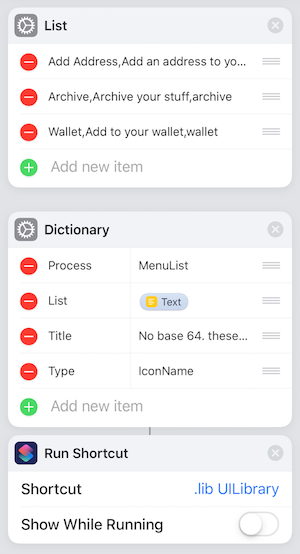 List
Add Address,Add an address to yo...
Archive,Archive your stuff,archive
Wallet,Add to your wallet,wallet
Add new item
Dictionary
Process MenuList
List Text
Title No base 64. these...
Type IconName
Add new item
Run Shortcut
Shortcut .lib UILibrary
Show While Running